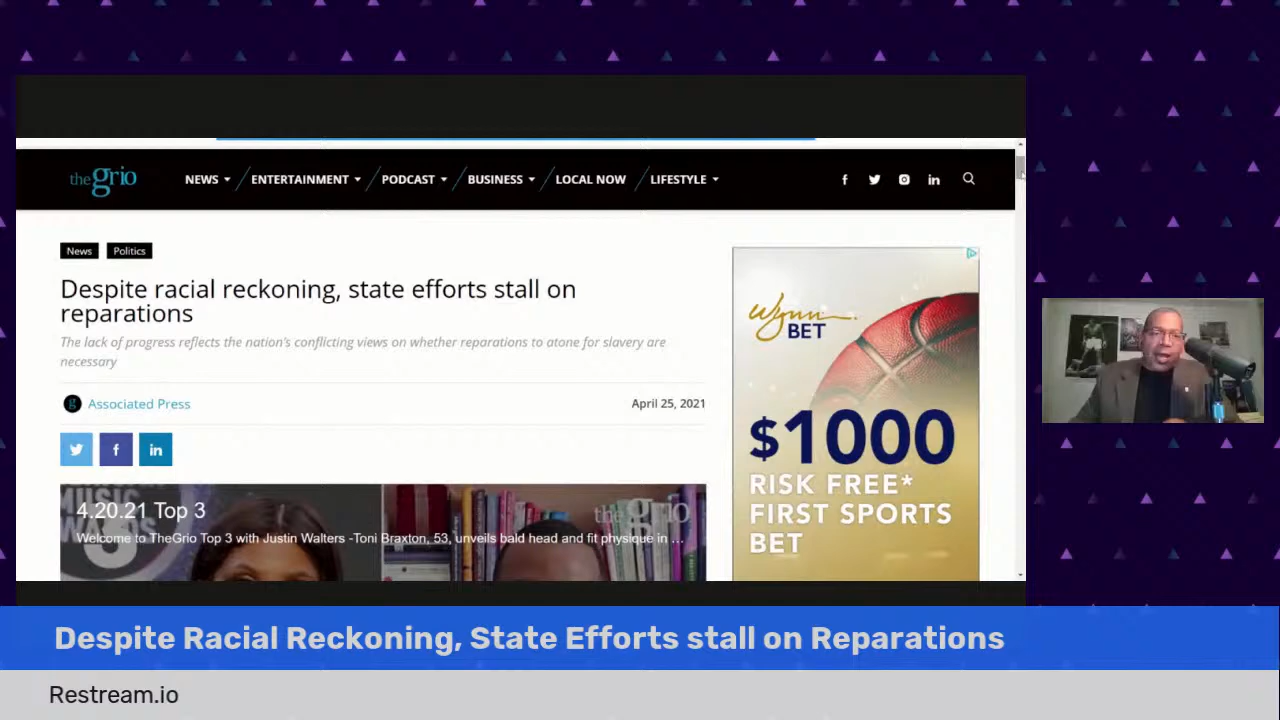 thegrio
NEWS ENTERTAINMENT PODCAST BUSINESS LOCAL NOW LIFESTYLE
News Politics
Despite racial reckoning, state efforts stall on
reparations
The lack of progress reflects the nation's conflicting views on whether reparations to atone for slavery are
necessary
Associated Press April 25, 2021
MUSIC
4.20.21 Top 3
thegrio
Welcome to TheGrio Top 3 with Justin Walters -Toni Braxton, 53, unveils bald head and fit physique in ...
Wynn
BET
$1000
RISK FREE*
FIRST SPORTS
BET
Despite Racial Reckoning, State Efforts stall on Reparations
Restream.io